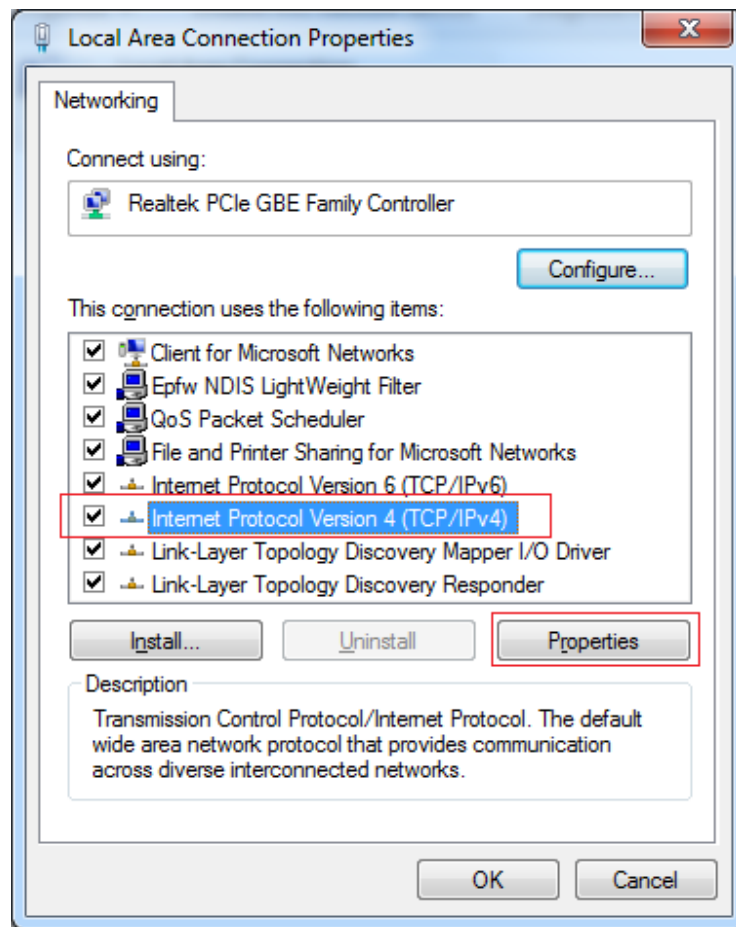 Local Area Connection Properties
Networking
Connect using:
Realtek PCIe GBE Family Controller
Configure...
This connection uses the following items:
Client for Microsoft Networks
Epfw NDIS LightWeight Filter
QoS Packet Scheduler
File and Printer Sharing for Microsoft Networks
Internet Protocol Version 6 (TCP/IPv6)
Internet Protocol Version 4 (TCP/IPv4)
Link-Layer Topology Discovery Mapper I/O Driver
Link-Layer Topology Discovery Responder
Install... Uninstall Properties
Description
Transmission Control Protocol/Internet Protocol. The default
wide area network protocol that provides communication
across diverse interconnected networks.
OK Cancel